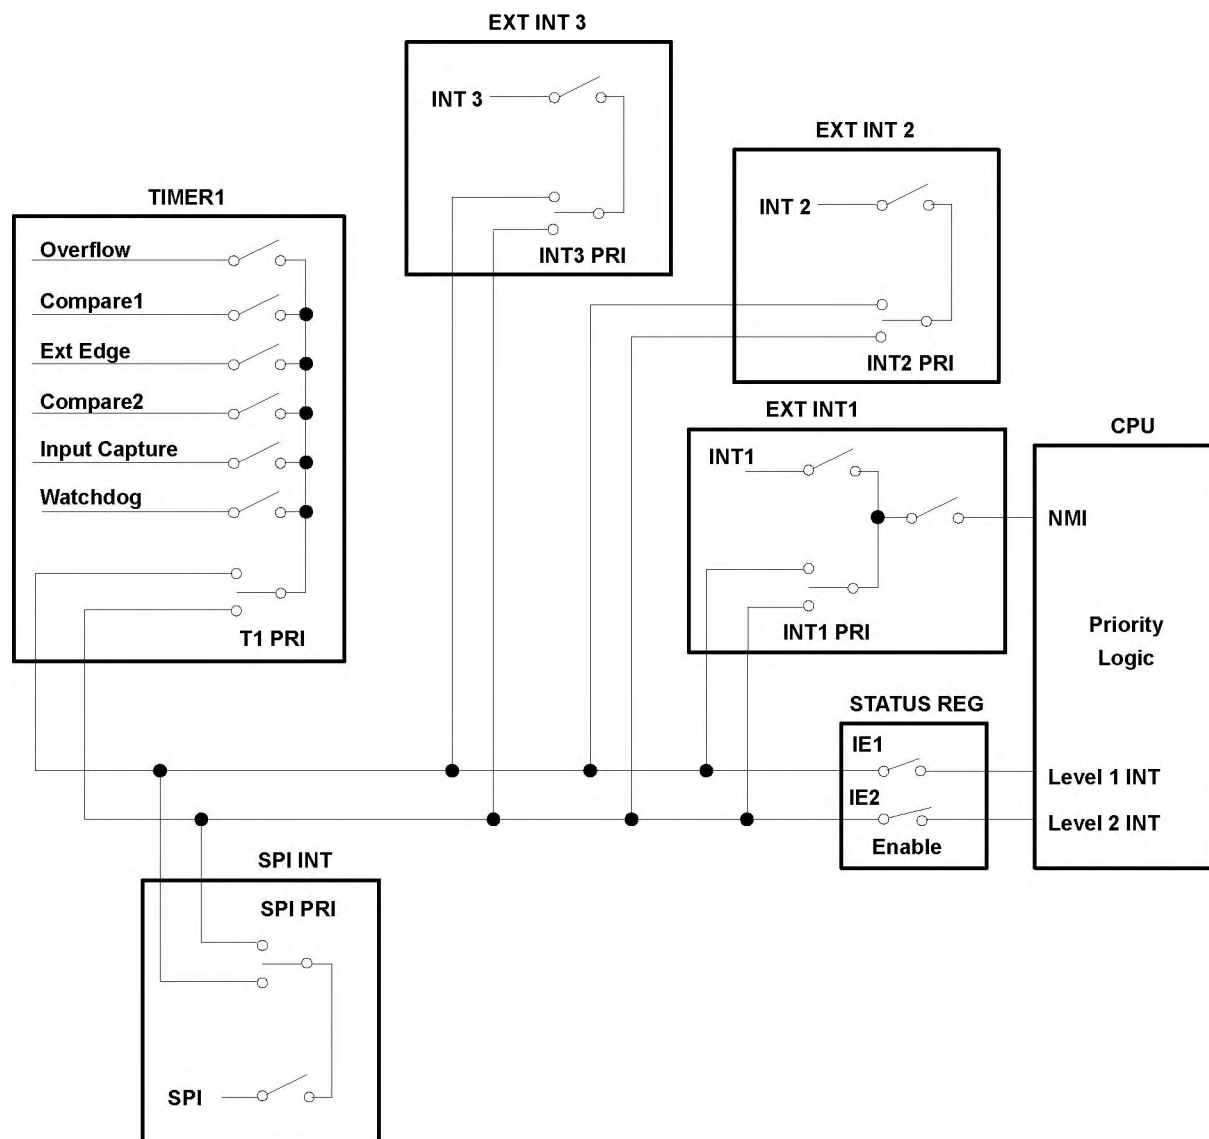 EXT INT 3
INT 3
INT3 PRI
EXT INT 2
INT 2
INT2 PRI
TIMER1
Overflow
Compare1
Ext Edge
Compare2
Input Capture
Watchdog
T1 PRI
EXT INT1
INT1
INT1 PRI
CPU
NMI
Priority
Logic
Level 1 INT
Level 2 INT
STATUS REG
IE1
IE2
Enable
SPI INT
SPI PRI
SPI